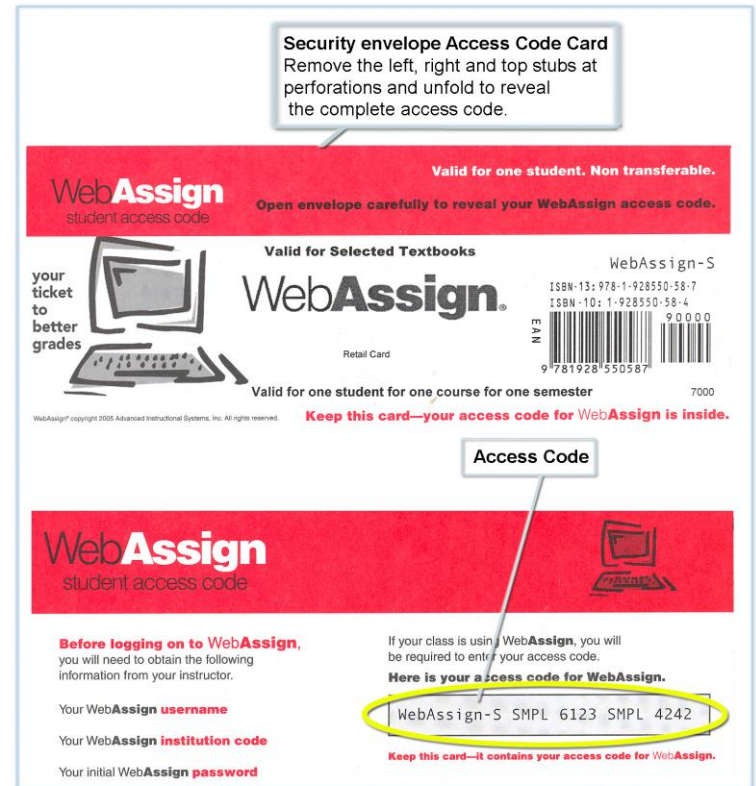 Security envelope Access Code Card
Remove the left, right and top stubs at
perforations and unfold to reveal
the complete access code.
Valid for one student. Non transferable.
WebAssign
student access code
Open envelope carefully to reveal your WebAssign access code.
your
ticket
to
better
grades
Valid for Selected Textbooks
WebAssign®
Retail Card
WebAssign-S
ISBN-13: 978-1-928550-58-7
ISBN-10: 1-928550-58-4
90000
EAN
9 781928 550587
Valid for one student for one course for one semester
7000
WebAssign® copyright 2005 Advanced Instructional Systems, Inc. All rights reserved.
Keep this card—your access code for WebAssign is inside.
Access Code
WebAssign
student access code
Before logging on to WebAssign,
you will need to obtain the following
information from your instructor.
Your WebAssign username
Your WebAssign institution code
Your initial WebAssign password
If your class is using WebAssign, you will
be required to enter your access code.
Here is your access code for WebAssign.
WebAssign-S SMPL 6123 SMPL 4242
Keep this card—it contains your access code for WebAssign.